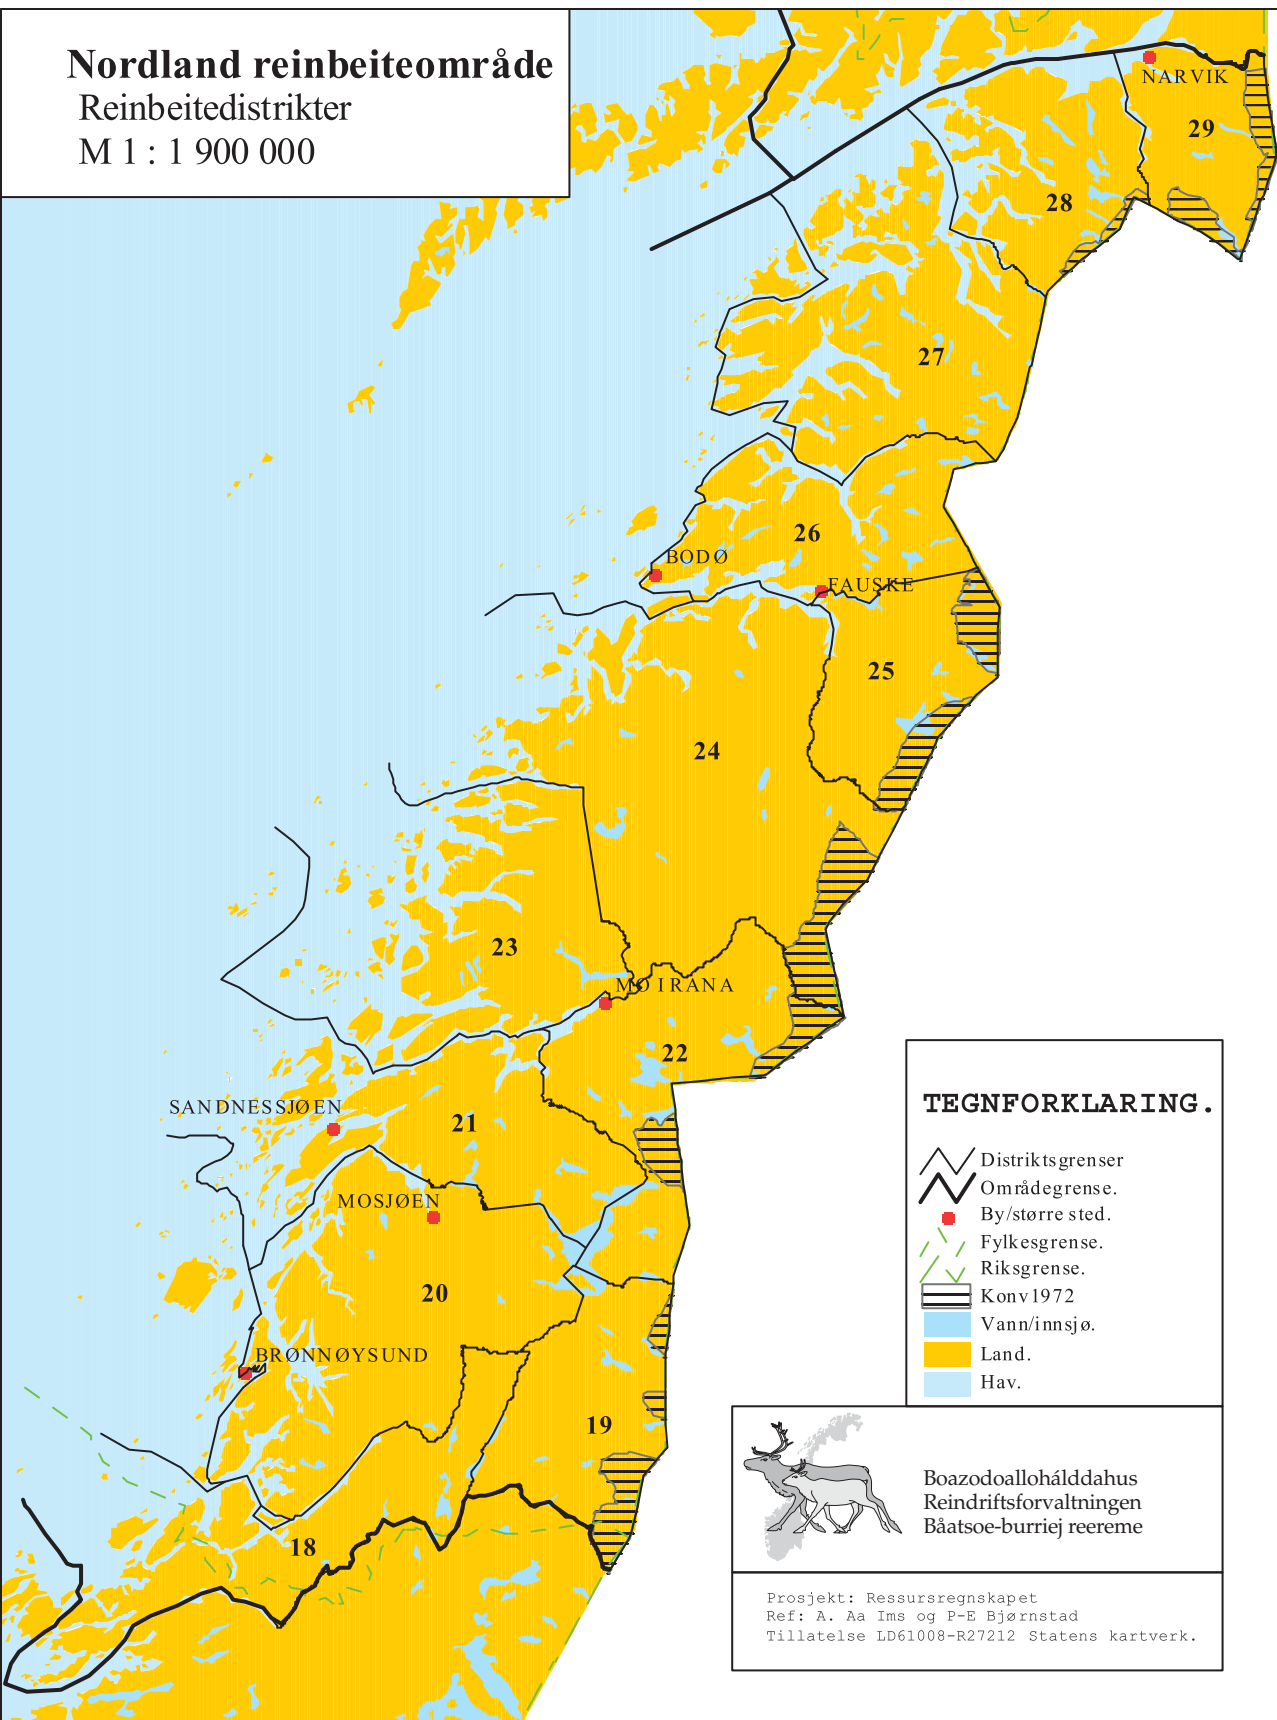 Nordland reinbeiteområde
Reinbeitedistrikter
M 1 : 1 900 000
NARVIK
29
28
27
26
BODØ
FAUSKE
25
24
23
MO I RANA
22
SANDNESSJØEN
21
MOSJØEN
20
BRØNNØYSUND
19
18
TEGNFORKLARING.
Distriktsgrenser
Områdegrense.
By/større sted.
Fylkesgrense.
Riksgrense.
Konv1972
Vann/innsjø.
Land.
Hav.
Boazodoallohálddahus
Reindriftsforvaltningen
Båatsoe-burriej reereme
Prosjekt: Ressursregnskapet
Ref: A. Aa Ims og P-E Bjørnstad
Tillatelse LD61008-R27212 Statens kartverk.